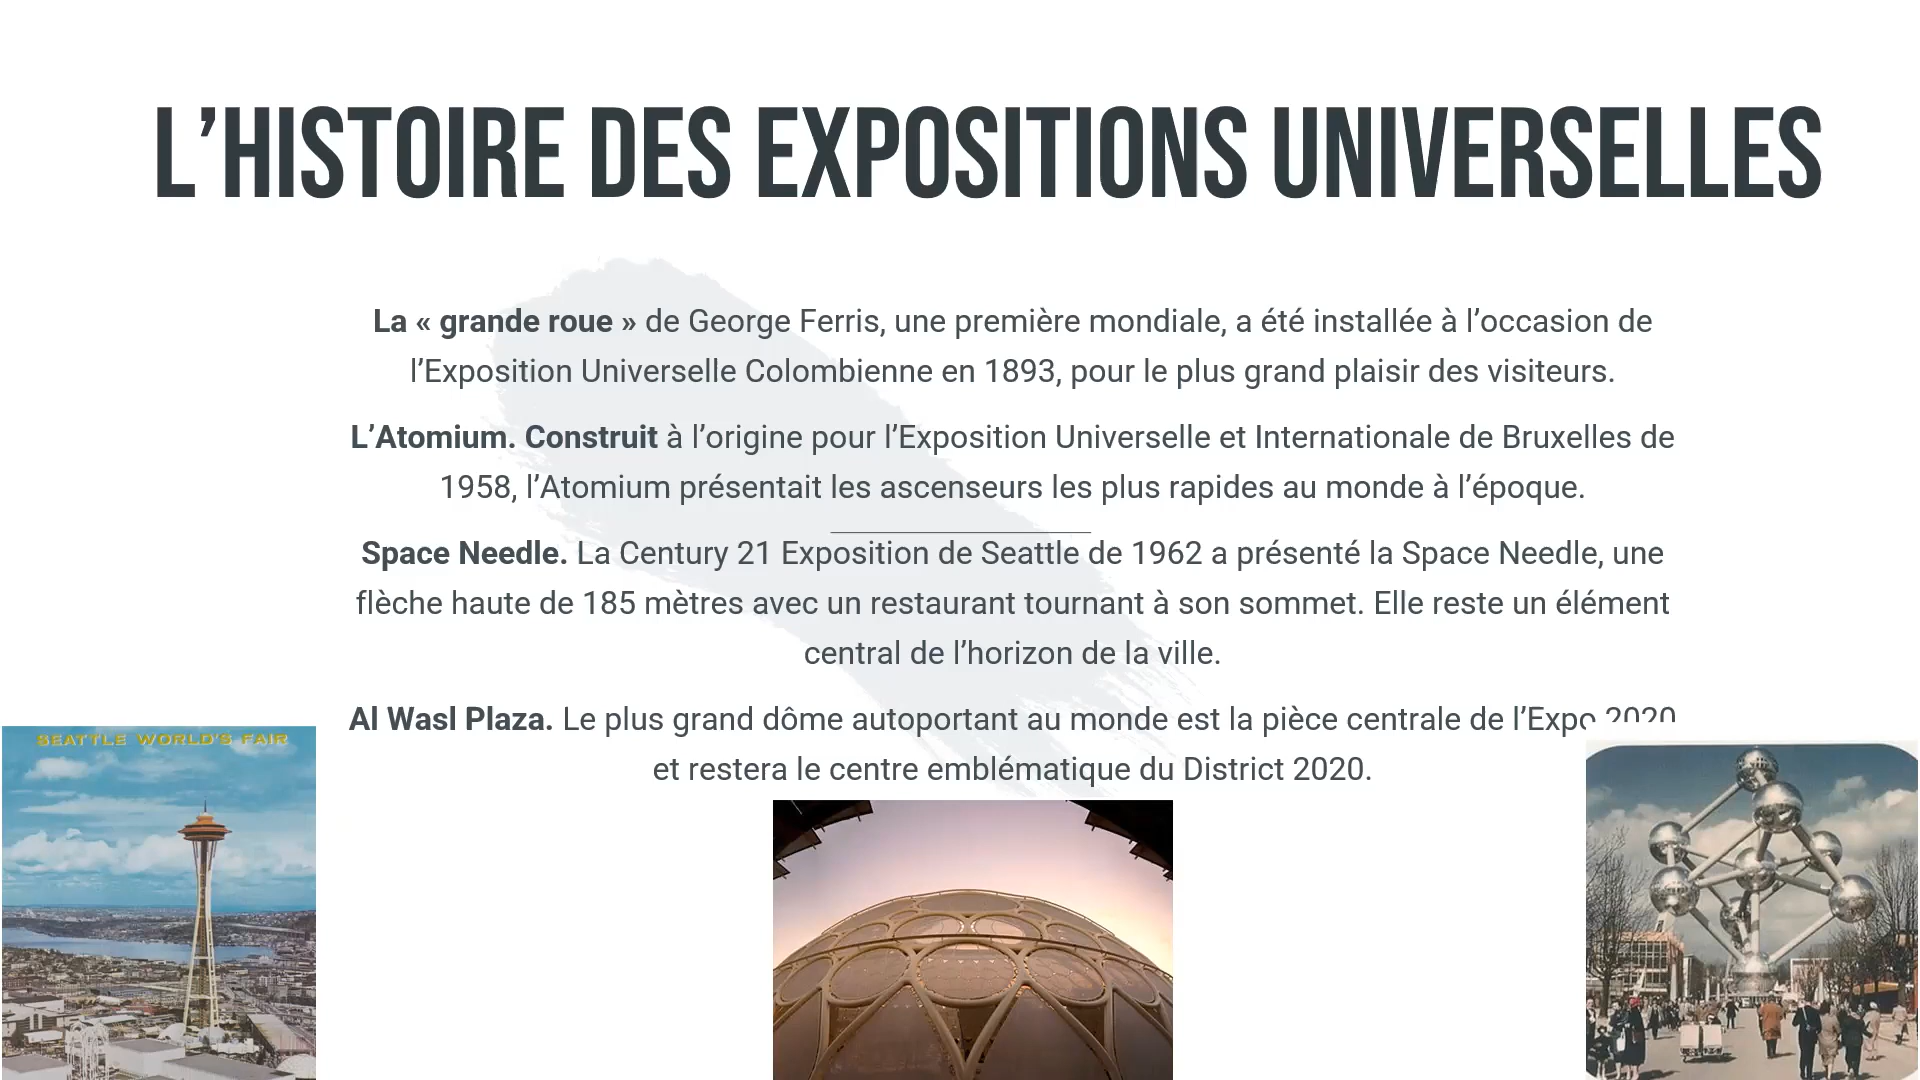 L’HISTOIRE DES EXPOSITIONS UNIVERSELLES
La « grande roue » de George Ferris, une première mondiale, a été installée à l’occasion de
l’Exposition Universelle Colombienne en 1893, pour le plus grand plaisir des visiteurs.
L’Atomium. Construit à l’origine pour l’Exposition Universelle et Internationale de Bruxelles de
1958, l’Atomium présentait les ascenseurs les plus rapides au monde à l’époque.
Space Needle. La Century 21 Exposition de Seattle de 1962 a présenté la Space Needle, une
flèche haute de 185 mètres avec un restaurant tournant à son sommet. Elle reste un élément
central de l’horizon de la ville.
Al Wasl Plaza. Le plus grand dôme autoportant au monde est la pièce centrale de l’Expo 2020
et restera le centre emblématique du District 2020.
SEATTLE WORLD'S FAIR